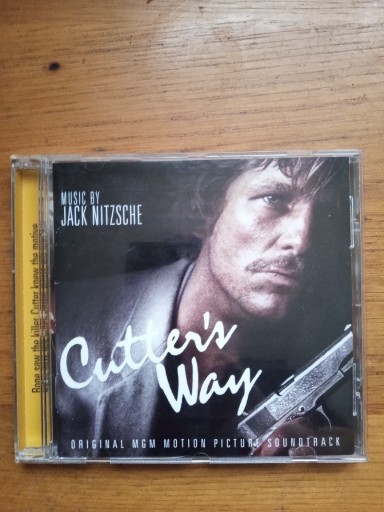 MUSIC BY
JACK NITZSCHE
Cutter's
Way
ORIGINAL MGM MOTION PICTURE SOUNDTRACK
Bone saw the killer. Cutter knew the motive